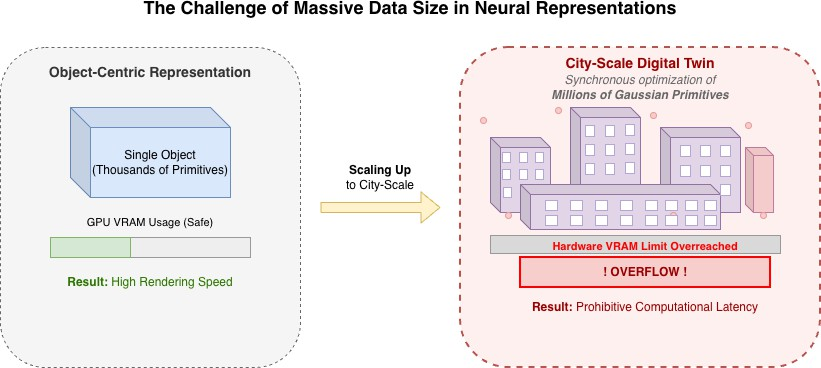 The Challenge of Massive Data Size in Neural Representations
Object-Centric Representation
Single Object
(Thousands of Primitives)
GPU VRAM Usage (Safe)
Result: High Rendering Speed
Scaling Up
to City-Scale
City-Scale Digital Twin
Synchronous optimization of
Millions of Gaussian Primitives
Hardware VRAM Limit Overreached
! OVERFLOW !
Result: Prohibitive Computational Latency